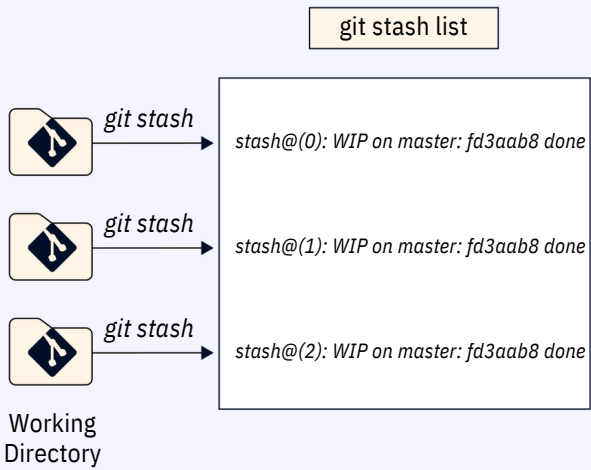 git stash list
git stash
stash@(0): WIP on master: fd3aab8 done
git stash
stash@(1): WIP on master: fd3aab8 done
git stash
stash@(2): WIP on master: fd3aab8 done
Working
Directory